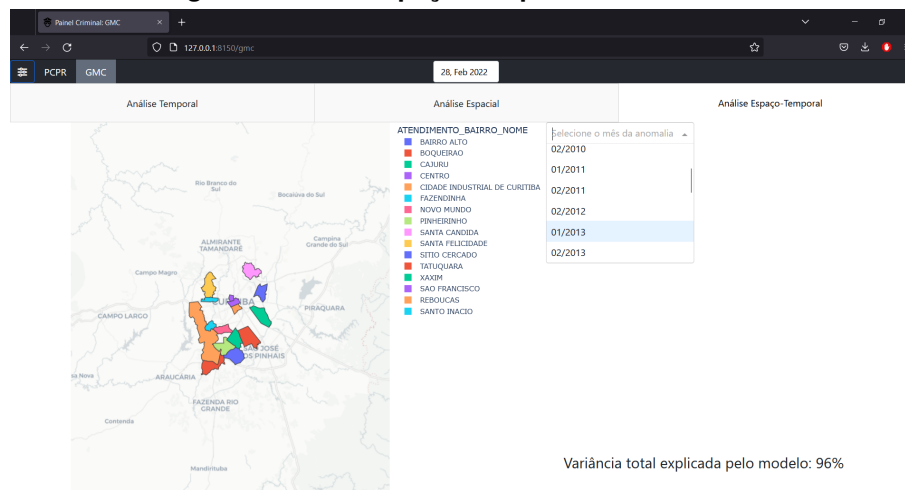 Painel Criminal: GMC
127.0.0.1:8150/gmc
PCPR GMC
28, Feb 2022
Análise Temporal
Análise Espacial
Análise Espaço-Temporal
ATENDIMENTO_BAIRRO_NOME
BAIRRO ALTO
BOQUEIRAO
CAJURU
CENTRO
CIDADE INDUSTRIAL DE CURITIBA
FAZENDINHA
NOVO MUNDO
PINHEIRINHO
SANTA CANDIDA
SANTA FELICIDADE
SITIO CERCADO
TATUQUARA
XAXIM
SAO FRANCISCO
REBOUCAS
SANTO INACIO
Selecione o mês da anomalia
02/2010
01/2011
02/2011
02/2012
01/2013
02/2013
Rio Branco do
Sul
Bocaiúva do Sul
ALMIRANTE
TAMANDARÉ
Campina
Grande do Sul
Campo Magro
CAMPO LARGO
PIRAQUARA
SÃO JOSÉ
DOS PINHAIS
ARAUCÁRIA
FAZENDA RIO
GRANDE
Contenda
Mandirituba
Variância total explicada pelo modelo: 96%